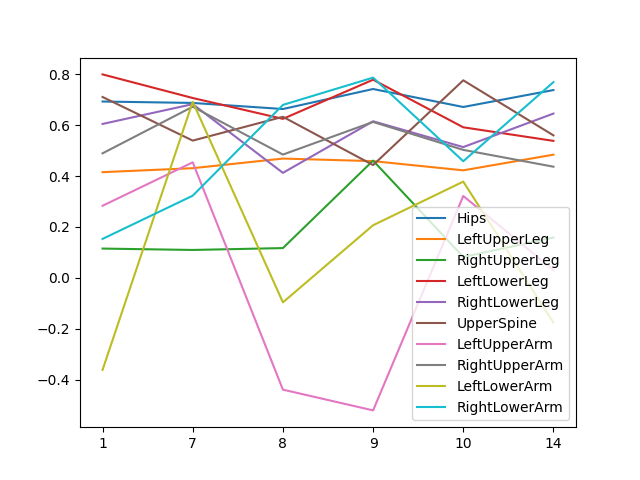 0.8
0.6
0.4
0.2
0.0
−0.2
−0.4
Hips
LeftUpperLeg
RightUpperLeg
LeftLowerLeg
RightLowerLeg
UpperSpine
LeftUpperArm
RightUpperArm
LeftLowerArm
RightLowerArm
1 7 8 9 10 14